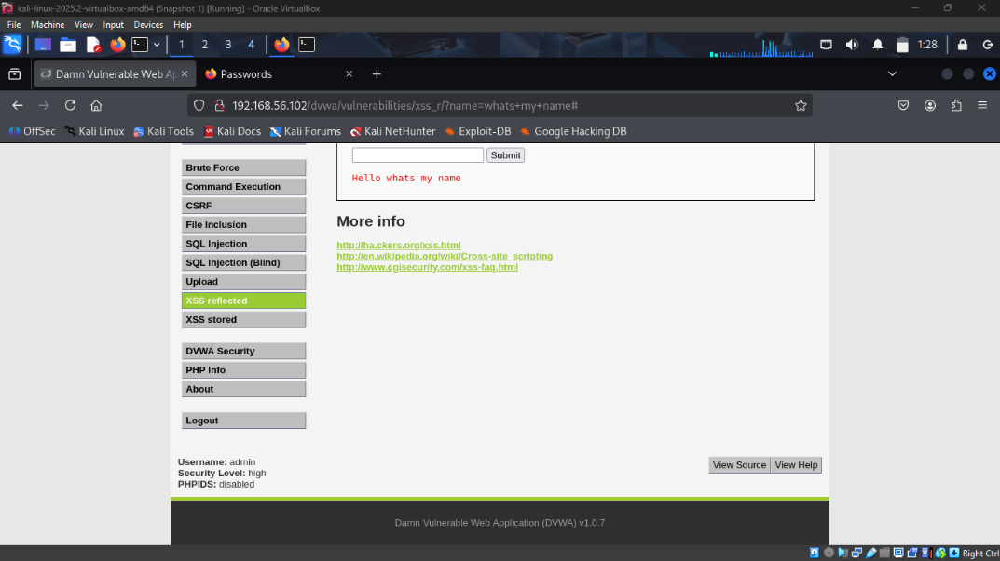 kali-linux-2025.2-virtualbox-amd64 (Snapshot 1) [Running] - Oracle VirtualBox
File Machine View Input Devices Help
1 2 3 4 1:28
Damn Vulnerable Web Ap Passwords
192.168.56.102/dvwa/vulnerabilities/xss_r/?name=whats+my+name#
OffSec Kali Linux Kali Tools Kali Docs Kali Forums Kali NetHunter Exploit-DB Google Hacking DB
Submit
Hello whats my name
More info
http://ha.ckers.org/xss.html
http://en.wikipedia.org/wiki/Cross-site_scripting
http://www.cgisecurity.com/xss-faq.html
Brute Force
Command Execution
CSRF
File Inclusion
SQL Injection
SQL Injection (Blind)
Upload
XSS reflected
XSS stored
DVWA Security
PHP Info
About
Logout
Username: admin
Security Level: high
PHPIDS: disabled
View Source View Help
Damn Vulnerable Web Application (DVWA) v1.0.7
Right Ctrl